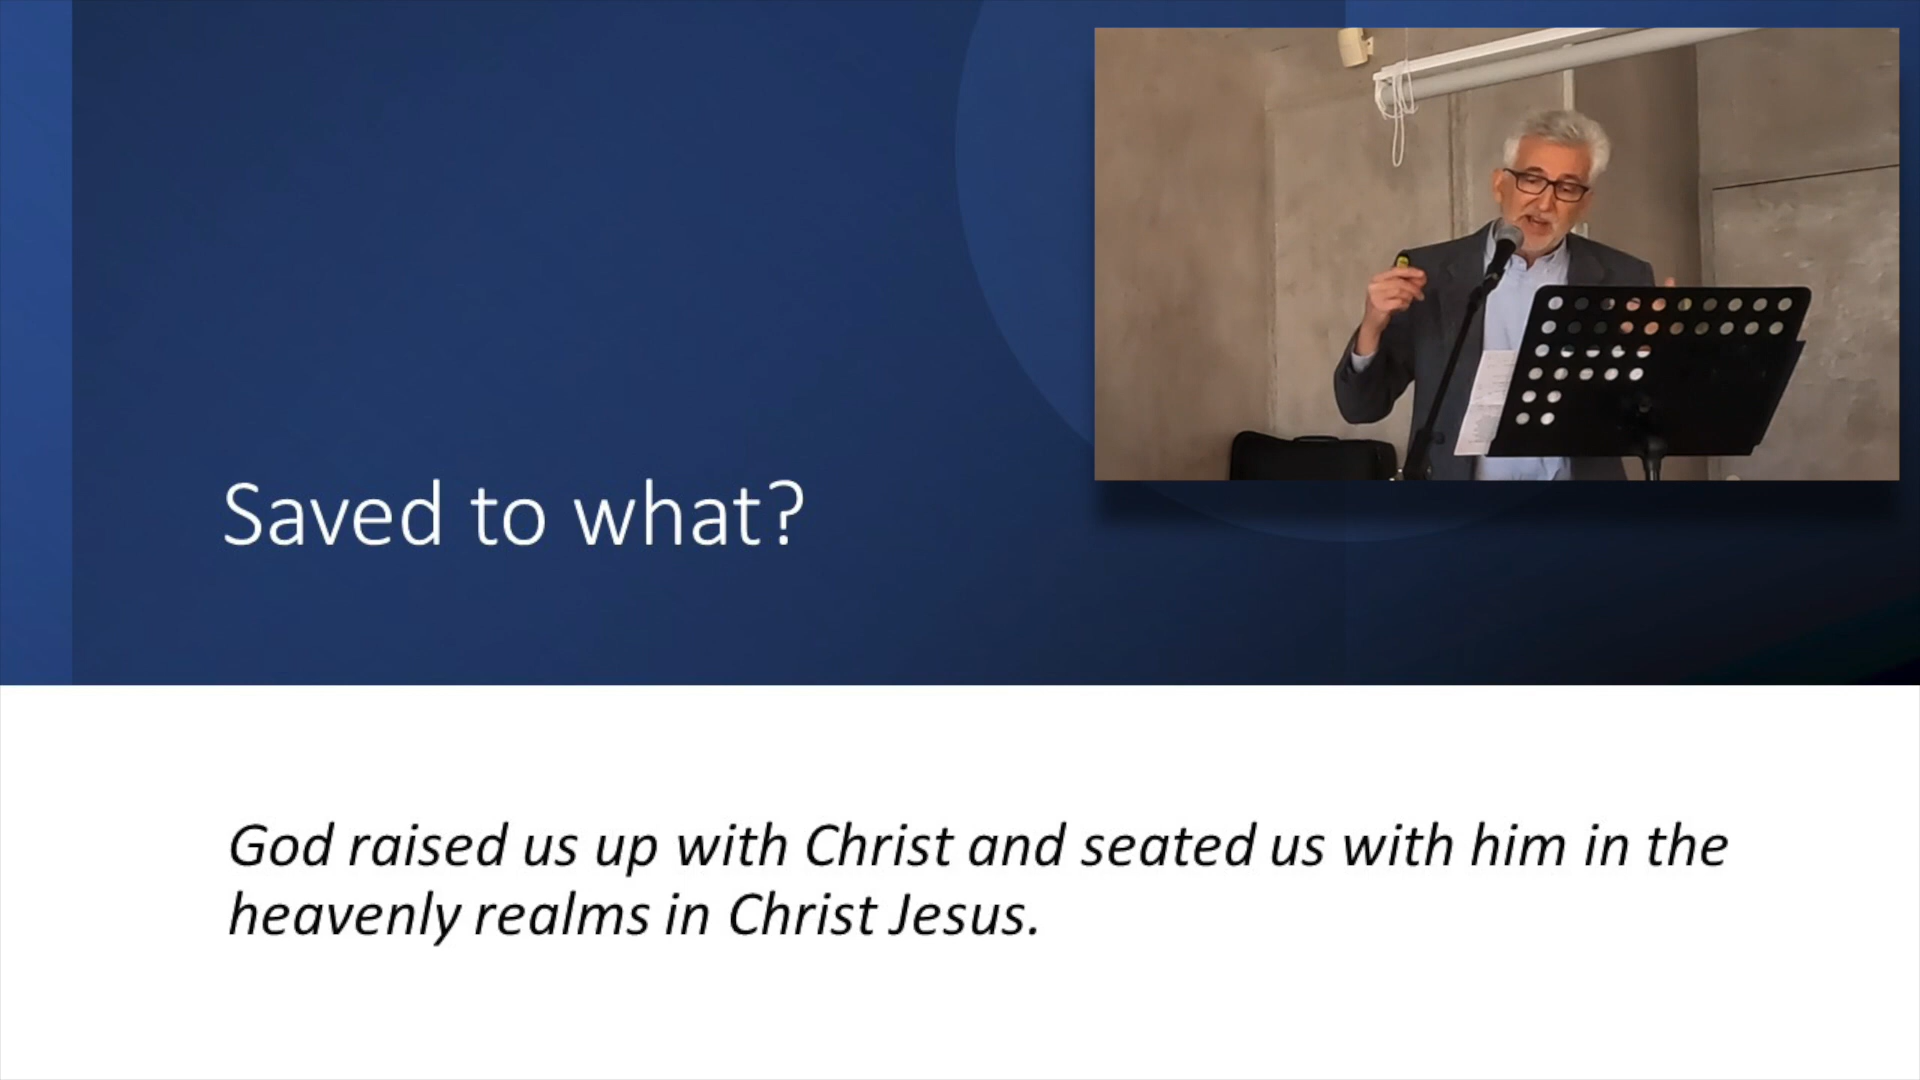 Saved to what?
God raised us up with Christ and seated us with him in the
heavenly realms in Christ Jesus.